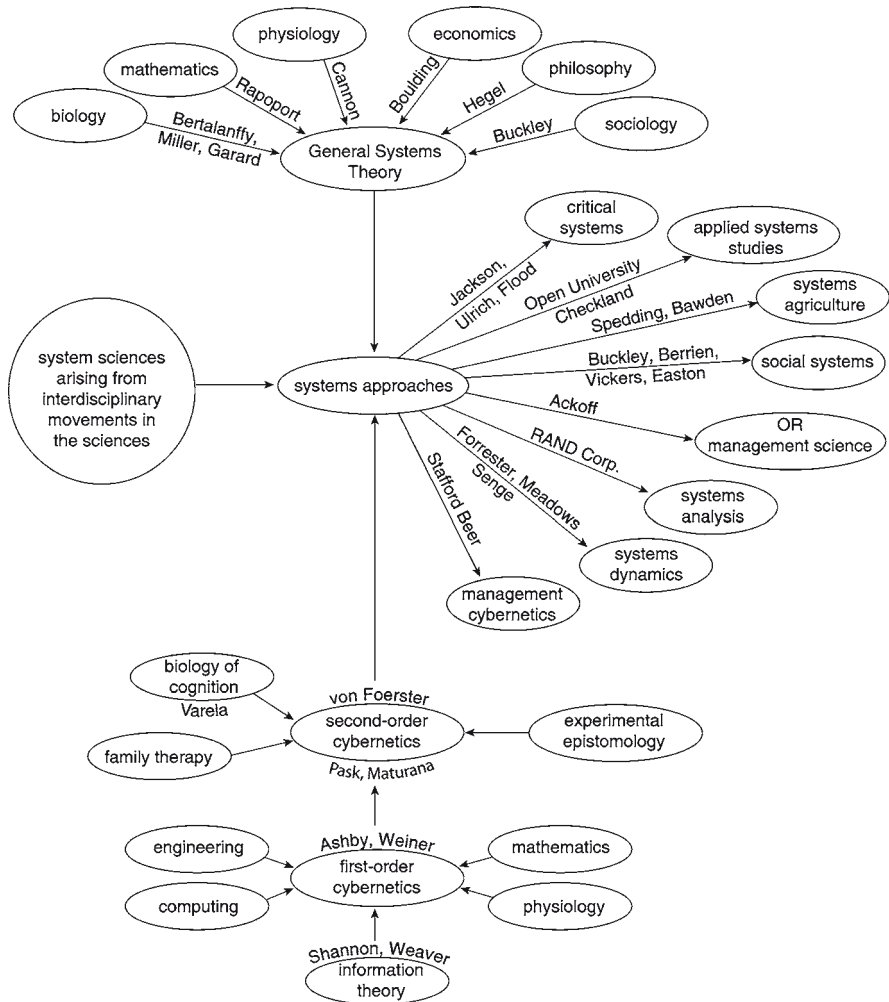 physiology
economics
mathematics
Cannon
Boulding
philosophy
Rapoport
Hegel
biology
Bertalanffy,
Miller, Garard
Buckley
sociology
General Systems
Theory
critical
systems
applied systems
studies
Jackson,
Ulrich, Flood
Open University
Checkland
systems
agriculture
Spedding, Bawden
system sciences
arising from
interdisciplinary
movements in
the sciences
systems approaches
Buckley, Berrien,
Vickers, Easton
social systems
Ackoff
OR
management science
RAND Corp.
systems
analysis
Forrester, Meadows
Senge
systems
dynamics
Stafford Beer
management
cybernetics
biology of
cognition
Varela
von Foerster
second-order
cybernetics
Pask, Maturana
experimental
epistomology
family therapy
engineering
Ashby, Weiner
first-order
cybernetics
mathematics
computing
physiology
Shannon, Weaver
information
theory